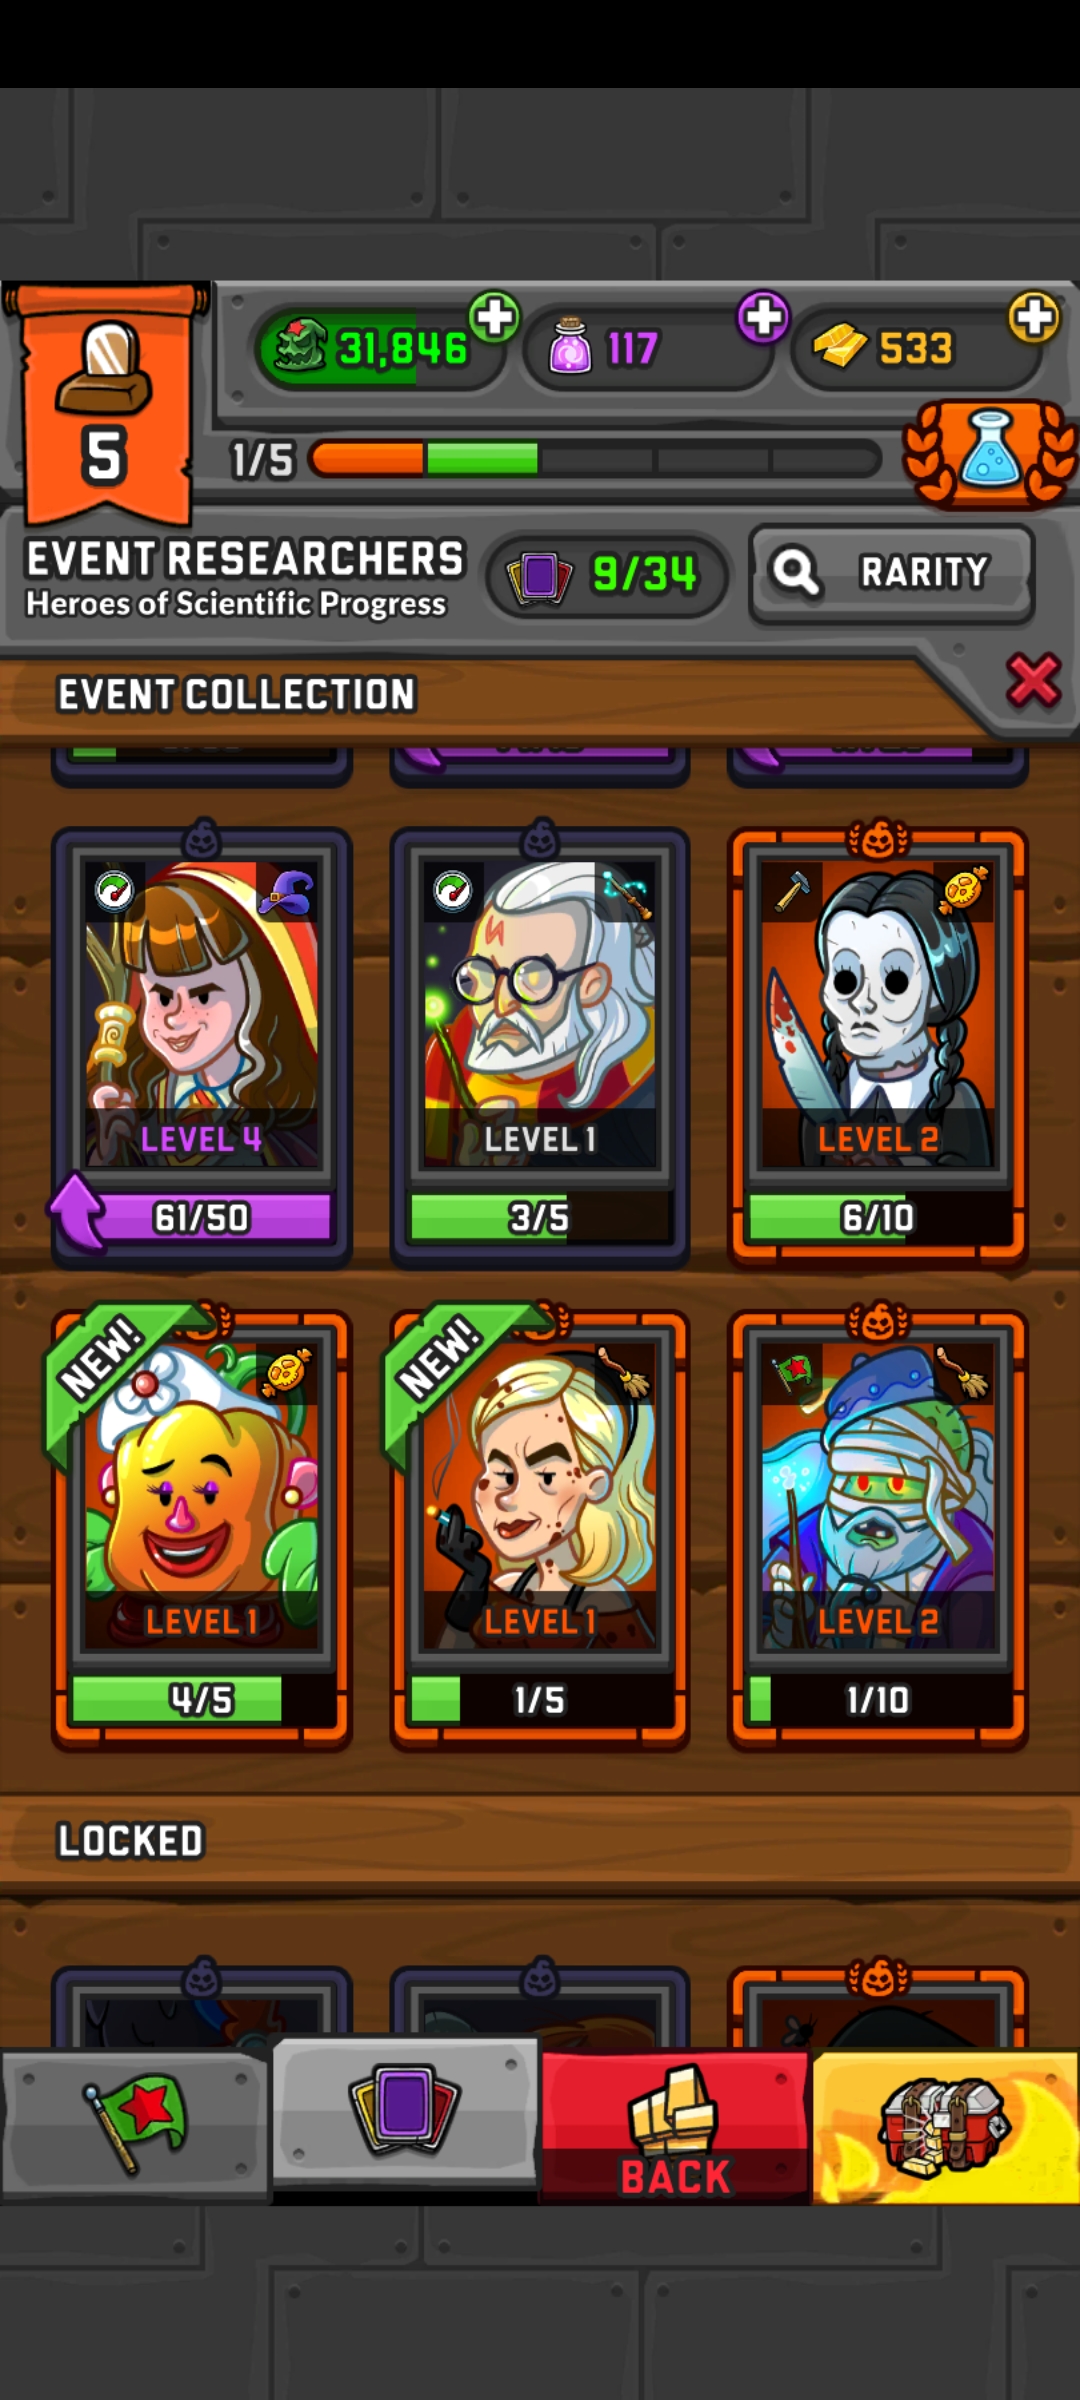 31,846
117
533
5
1/5
EVENT RESEARCHERS
Heroes of Scientific Progress
9/34
RARITY
EVENT COLLECTION
LEVEL 4
LEVEL 1
LEVEL 2
61/50
3/5
6/10
NEW!
NEW!
LEVEL 1
LEVEL 1
LEVEL 2
4/5
1/5
1/10
LOCKED
BACK